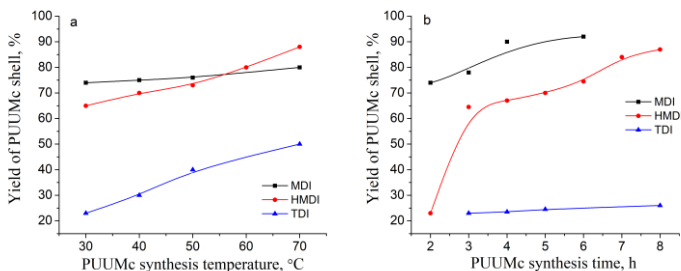 a
Yield of PUUMc shell, %
100
90
80
70
60
50
40
30
20
MDI
HMDI
TDI
30 40 50 60 70
PUUMc synthesis temperature, °C
b
Yield of PUUMc shell, %
100
90
80
70
60
50
40
30
20
MDI
HMDI
TDI
2 3 4 5 6 7 8
PUUMc synthesis time, h